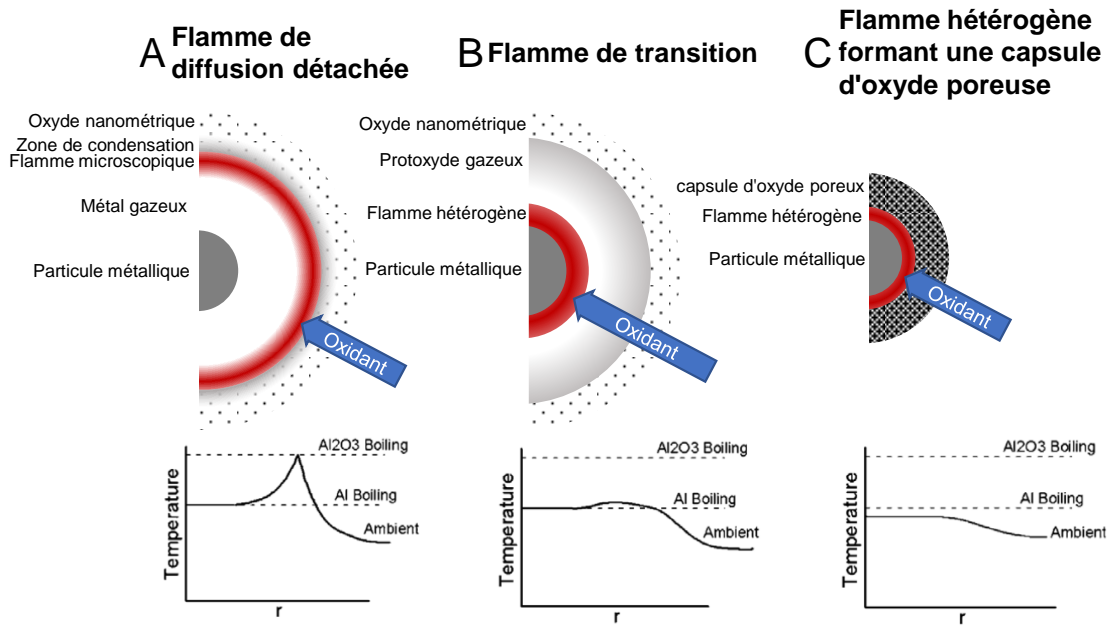 A Flamme de
diffusion détachée
Oxyde nanométrique
Zone de condensation
Flamme microscopique
Métal gazeux
Particule métallique
Oxidant
Al2O3 Boiling
Al Boiling
Ambient
Temperature
r
B Flamme de transition
Oxyde nanométrique
Protoxyde gazeux
Flamme hétérogène
Particule métallique
Oxidant
Al2O3 Boiling
Al Boiling
Ambient
Temperature
r
C Flamme hétérogène
formant une capsule
d'oxyde poreuse
capsule d'oxyde poreux
Flamme hétérogène
Particule métallique
Oxidant
Al2O3 Boiling
Al Boiling
Ambient
Temperature
r